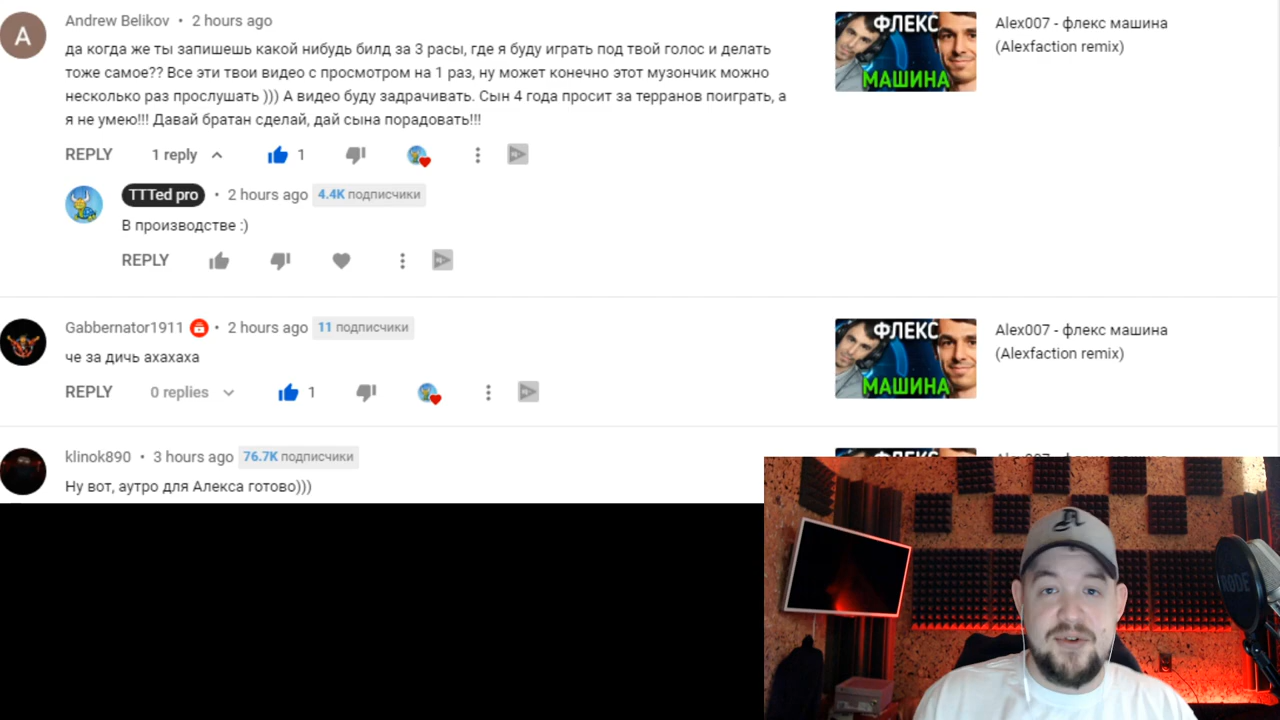 Andrew Belikov • 2 hours ago
да когда же ты запишешь какой нибудь билд за 3 расы, где я буду играть под твой голос и делать
тоже самое?? Все эти твои видео с просмотром на 1 раз, ну может конечно этот музончик можно
несколько раз прослушать ))) А видео буду задрачивать. Сын 4 года просит за терранов поиграть, а
я не умею!!! Давай братан сделай, дай сына порадовать!!!
REPLY 1 reply 1
ФЛЕКС
МАШИНА
Alex007 - флекс машина
(Alexfaction remix)
A
TTTed pro • 2 hours ago 4.4K подписчики
В производстве :)
REPLY
Gabbernator1911 • 2 hours ago 11 подписчики
че за дичь ахахаха
REPLY 0 replies 1
ФЛЕКС
МАШИНА
Alex007 - флекс машина
(Alexfaction remix)
klinok890 • 3 hours ago 76.7K подписчики
Ну вот, аутро для Алекса готово)))
A
RODE